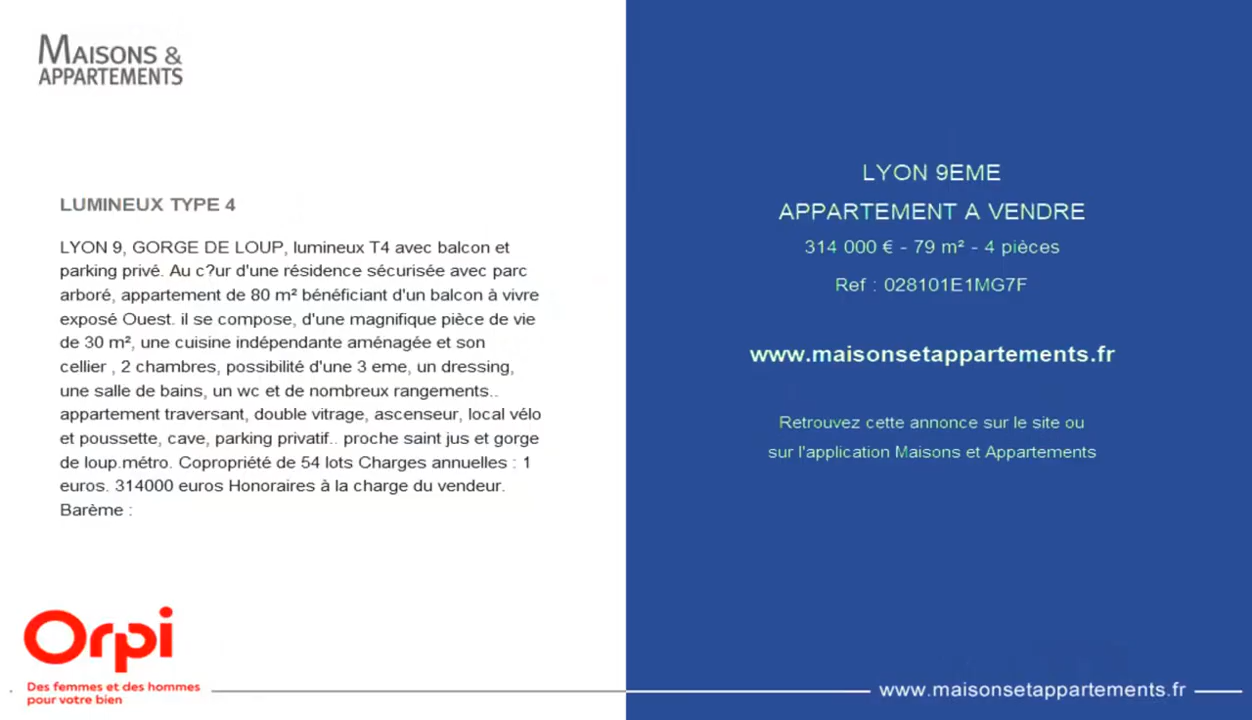 MAISONS &
APPARTEMENTS
LUMINEUX TYPE 4
LYON 9, GORGE DE LOUP, lumineux T4 avec balcon et
parking privé. Au c?ur d'une résidence sécurisée avec parc
arboré, appartement de 80 m² bénéficiant d'un balcon à vivre
exposé Ouest. il se compose, d'une magnifique pièce de vie
de 30 m², une cuisine indépendante aménagée et son
cellier , 2 chambres, possibilité d'une 3 eme, un dressing,
une salle de bains, un wc et de nombreux rangements..
appartement traversant, double vitrage, ascenseur, local vélo
et poussette, cave, parking privatif.. proche saint jus et gorge
de loup.métro. Copropriété de 54 lots Charges annuelles : 1
euros. 314000 euros Honoraires à la charge du vendeur.
Barème :
Orpi
Des femmes et des hommes
pour votre bien
LYON 9EME
APPARTEMENT A VENDRE
314 000 € - 79 m² - 4 pièces
Ref : 028101E1MG7F
www.maisonsetappartements.fr
Retrouvez cette annonce sur le site ou
sur l'application Maisons et Appartements
www.maisonsetappartements.fr